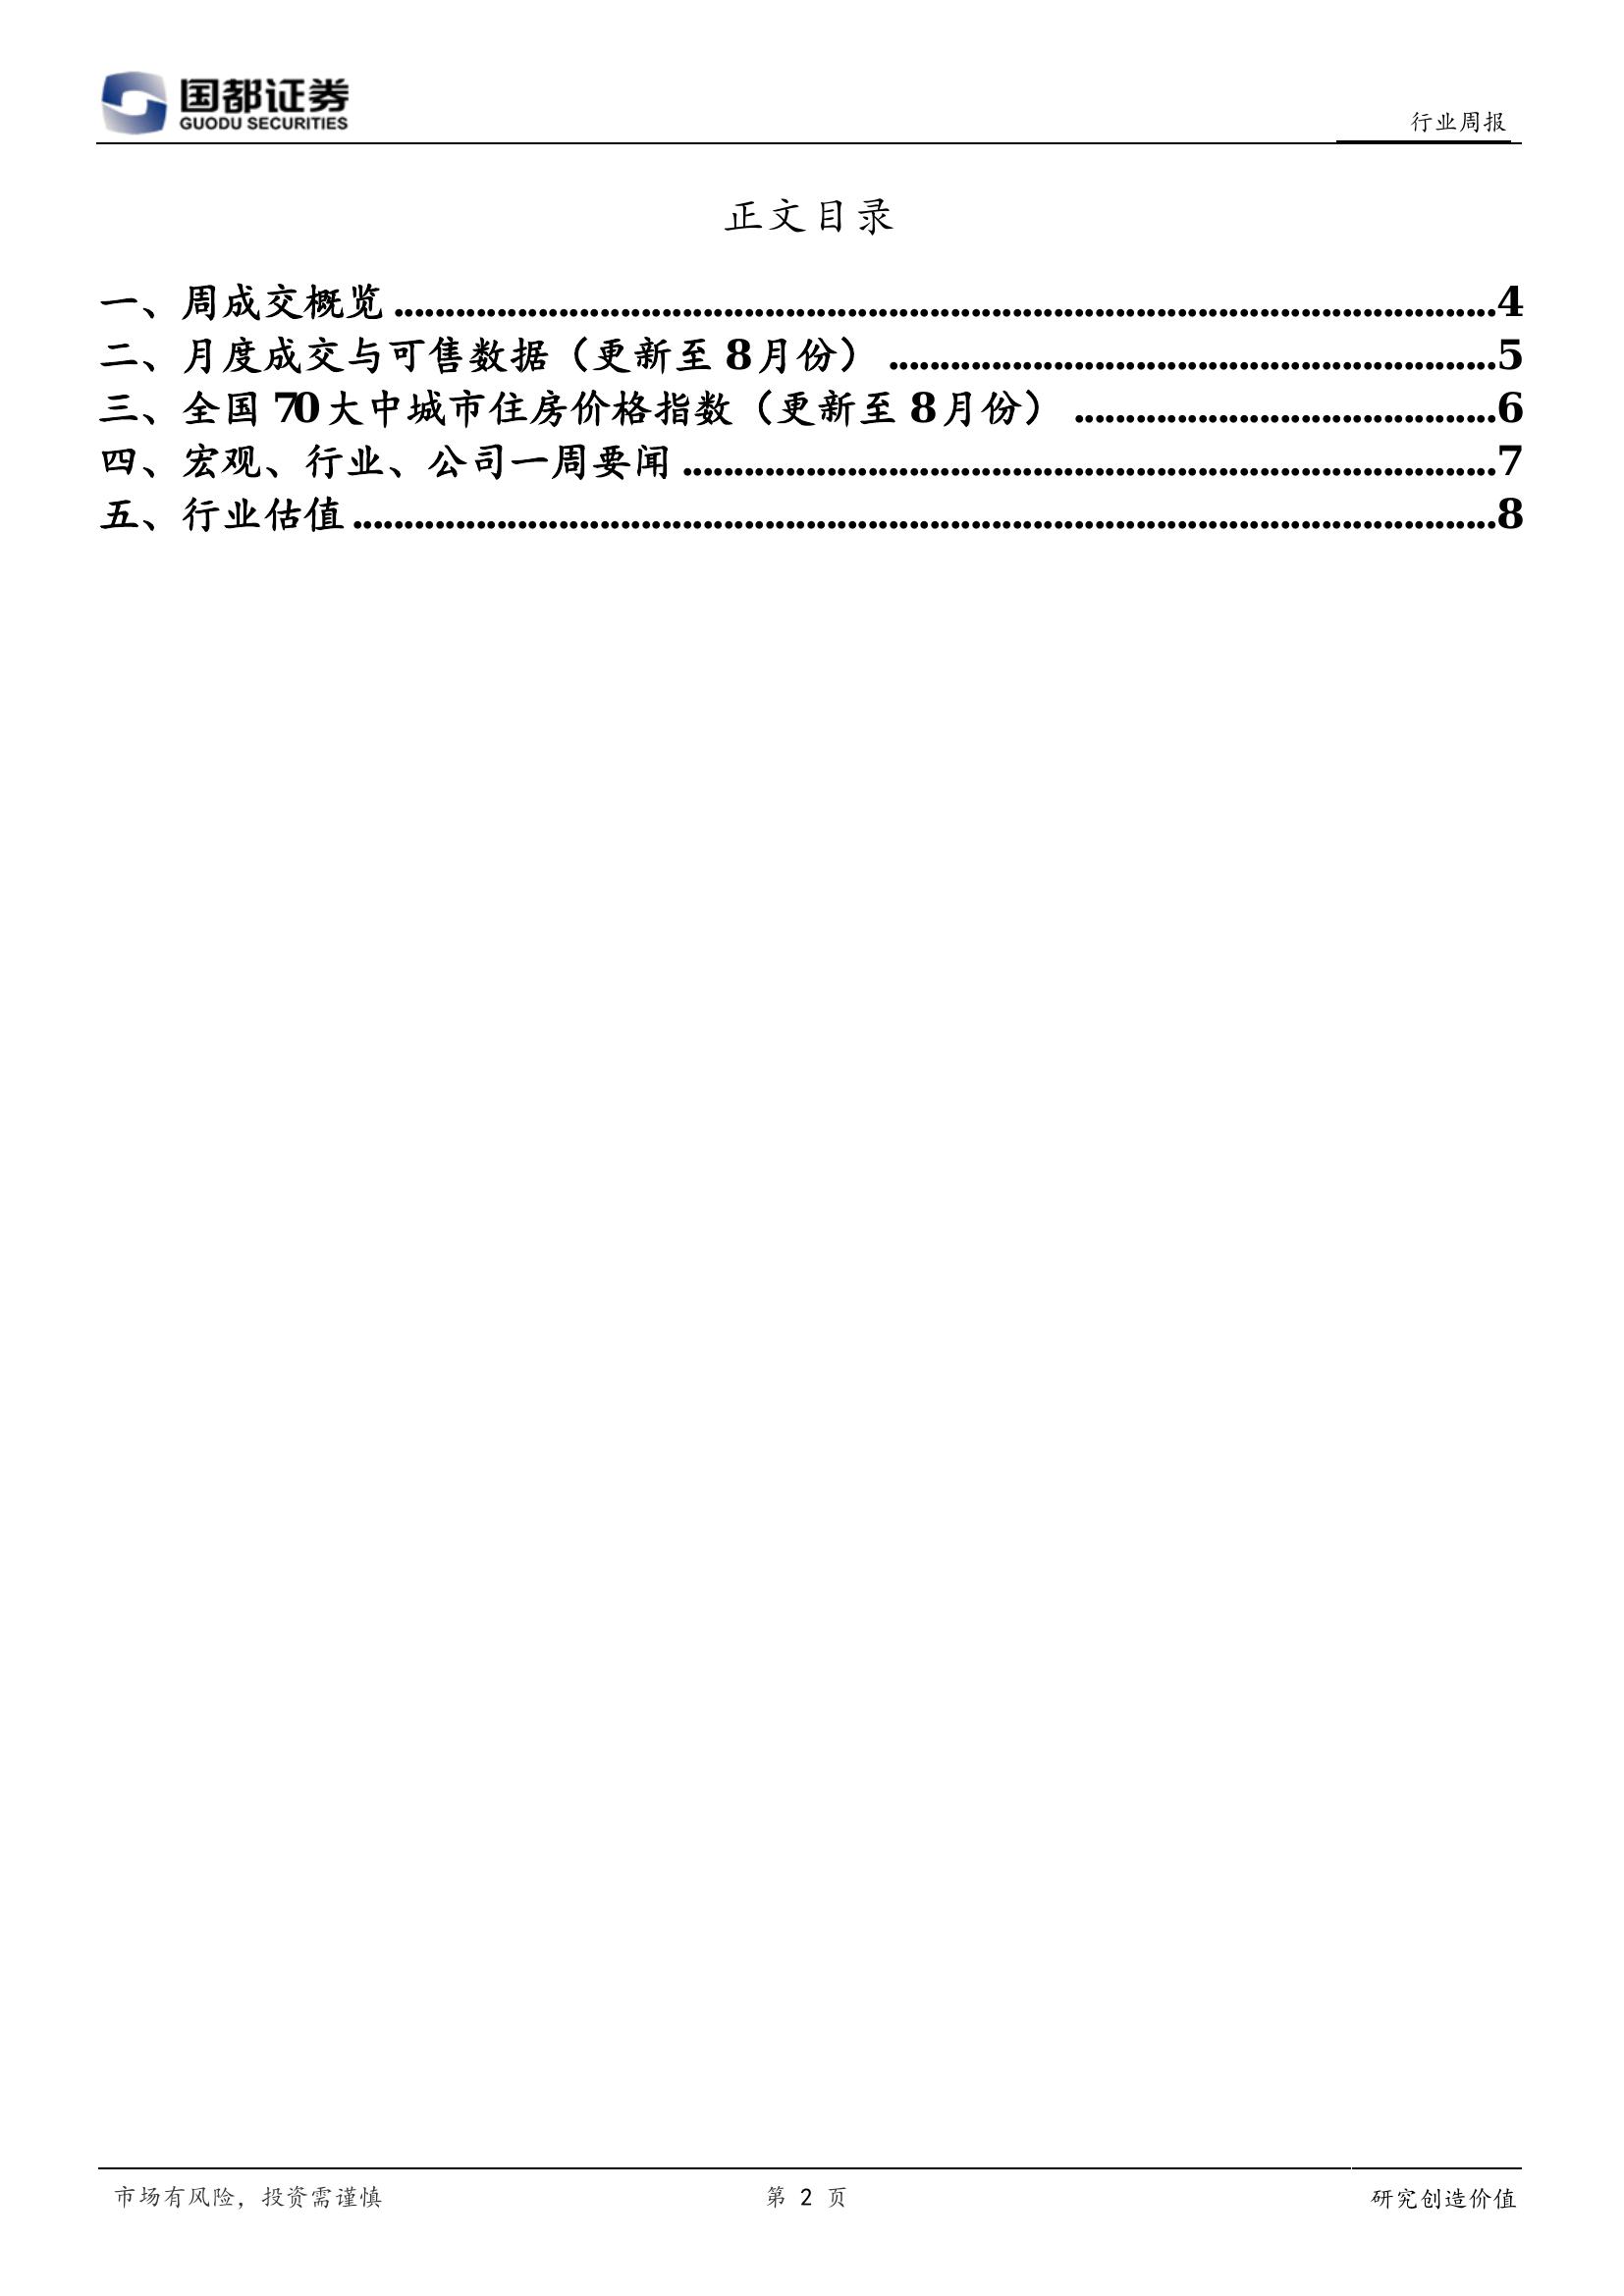 国都证券
GUODU SECURITIES
行业周报
正文目录
一、周成交概览........................................................................................................4
二、月度成交与可售数据（更新至 8 月份）.........................................................5
三、全国 70 大中城市住房价格指数（更新至 8 月份）.......................................6
四、宏观、行业、公司一周要闻.............................................................................7
五、行业估值............................................................................................................8
市场有风险，投资需谨慎
第 2 页
研究创造价值